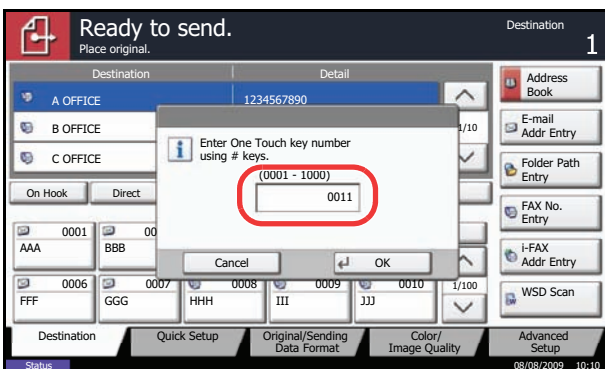 Ready to send.
Place original.
Destination
1
Destination Detail
A OFFICE 1234567890
B OFFICE
C OFFICE
1/10
Enter One Touch key number
using # keys.
(0001 - 1000)
0011
Cancel
OK
On Hook
Direct
0001
AAA
00
BBB
0006
FFF
0007
GGG
0008
HHH
0009
III
0010
JJJ
1/100
Address
Book
E-mail
Addr Entry
Folder Path
Entry
FAX No.
Entry
i-FAX
Addr Entry
WSD Scan
Destination
Quick Setup
Original/Sending
Data Format
Color/
Image Quality
Advanced
Setup
Status
08/08/2009 10:10